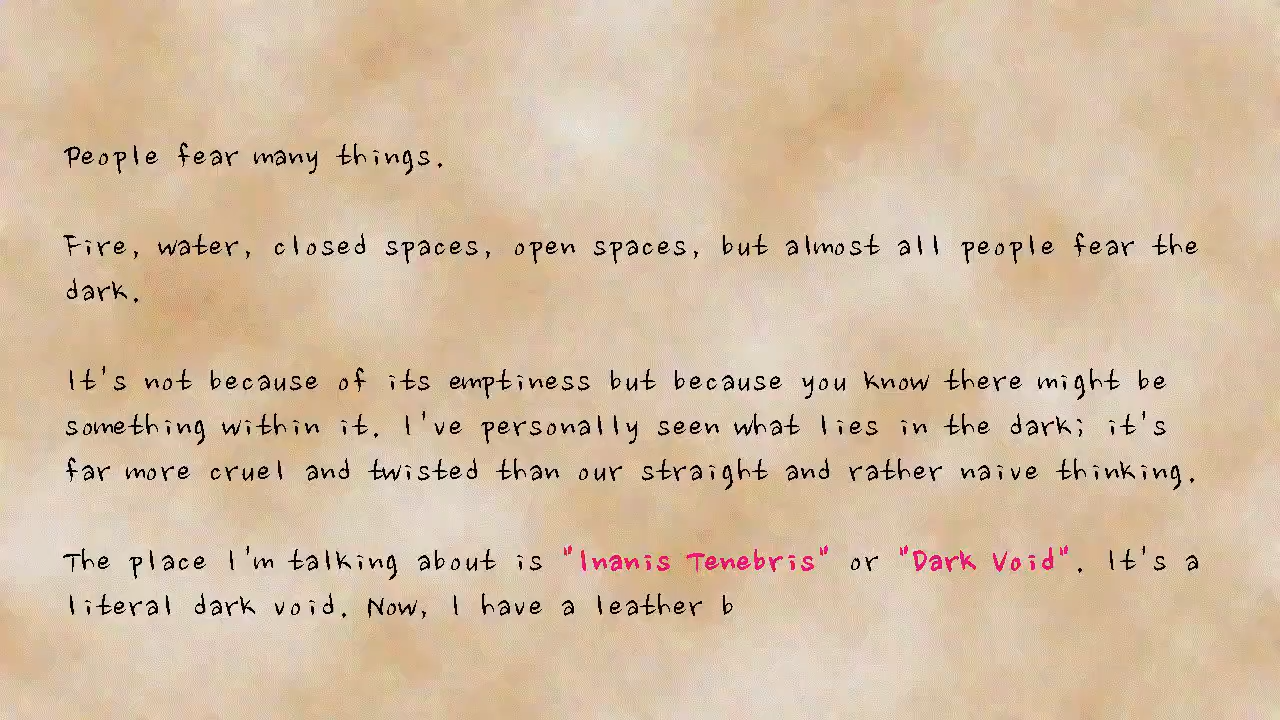 People fear many things.
Fire, water, closed spaces, open spaces, but almost all people fear the
dark.
It's not because of its emptiness but because you know there might be
something within it. I've personally seen what lies in the dark; it's
far more cruel and twisted than our straight and rather naive thinking.
The place I'm talking about is "Inanis Tenebris" or "Dark Void". It's a
literal dark void. Now, I have a leather b